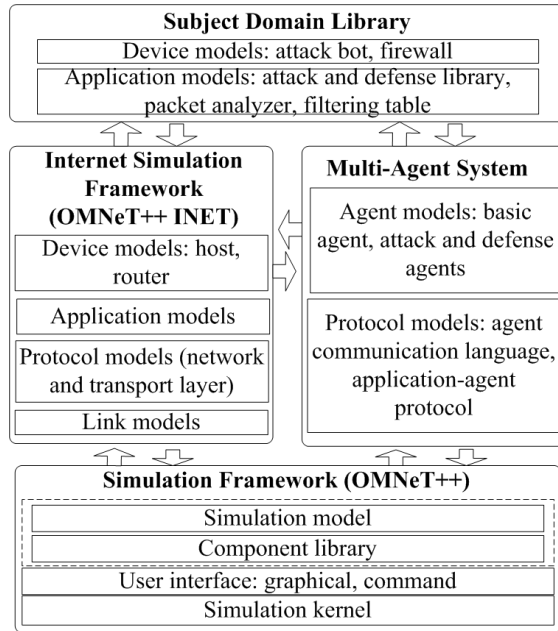 Subject Domain Library
Device models: attack bot, firewall
Application models: attack and defense library,
packet analyzer, filtering table
Internet Simulation
Framework
(OMNeT++ INET)
Device models: host,
router
Application models
Protocol models (network
and transport layer)
Link models
Multi-Agent System
Agent models: basic
agent, attack and defense
agents
Protocol models: agent
communication language,
application-agent
protocol
Simulation Framework (OMNeT++)
Simulation model
Component library
User interface: graphical, command
Simulation kernel